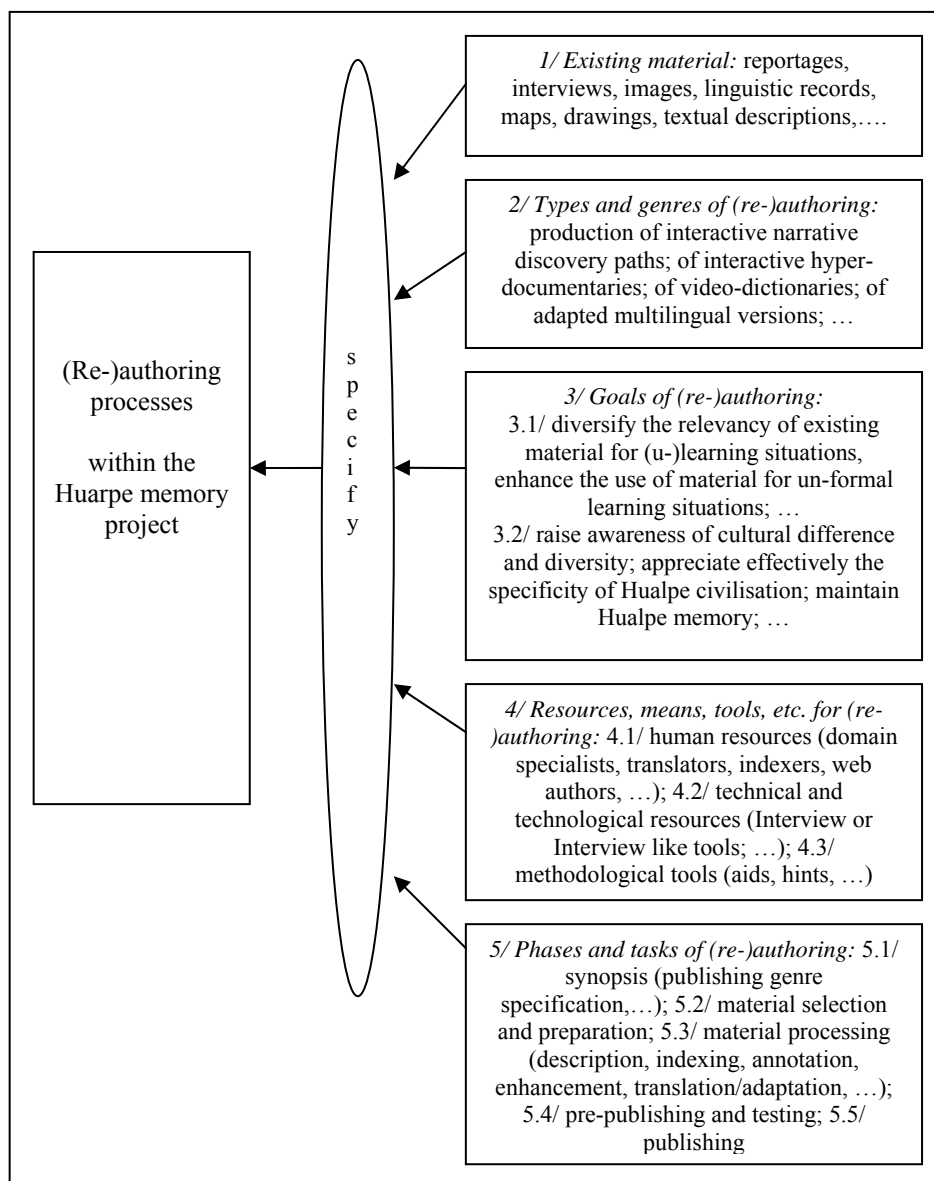 1/ Existing material: reportages,
interviews, images, linguistic records,
maps, drawings, textual descriptions,….
2/ Types and genres of (re-)authoring:
production of interactive narrative
discovery paths; of interactive hyper-
documentaries; of video-dictionaries; of
adapted multilingual versions; …
(Re-)authoring
processes
within the
Huarpe memory
project
specify
3/ Goals of (re-)authoring:
3.1/ diversify the relevancy of existing
material for (u-)learning situations,
enhance the use of material for un-formal
learning situations; …
3.2/ raise awareness of cultural difference
and diversity; appreciate effectively the
specificity of Hualpe civilisation; maintain
Hualpe memory; …
4/ Resources, means, tools, etc. for (re-
)authoring: 4.1/ human resources (domain
specialists, translators, indexers, web
authors, …); 4.2/ technical and
technological resources (Interview or
Interview like tools; …); 4.3/
methodological tools (aids, hints, …)
5/ Phases and tasks of (re-)authoring: 5.1/
synopsis (publishing genre
specification,…); 5.2/ material selection
and preparation; 5.3/ material processing
(description, indexing, annotation,
enhancement, translation/adaptation, …);
5.4/ pre-publishing and testing; 5.5/
publishing